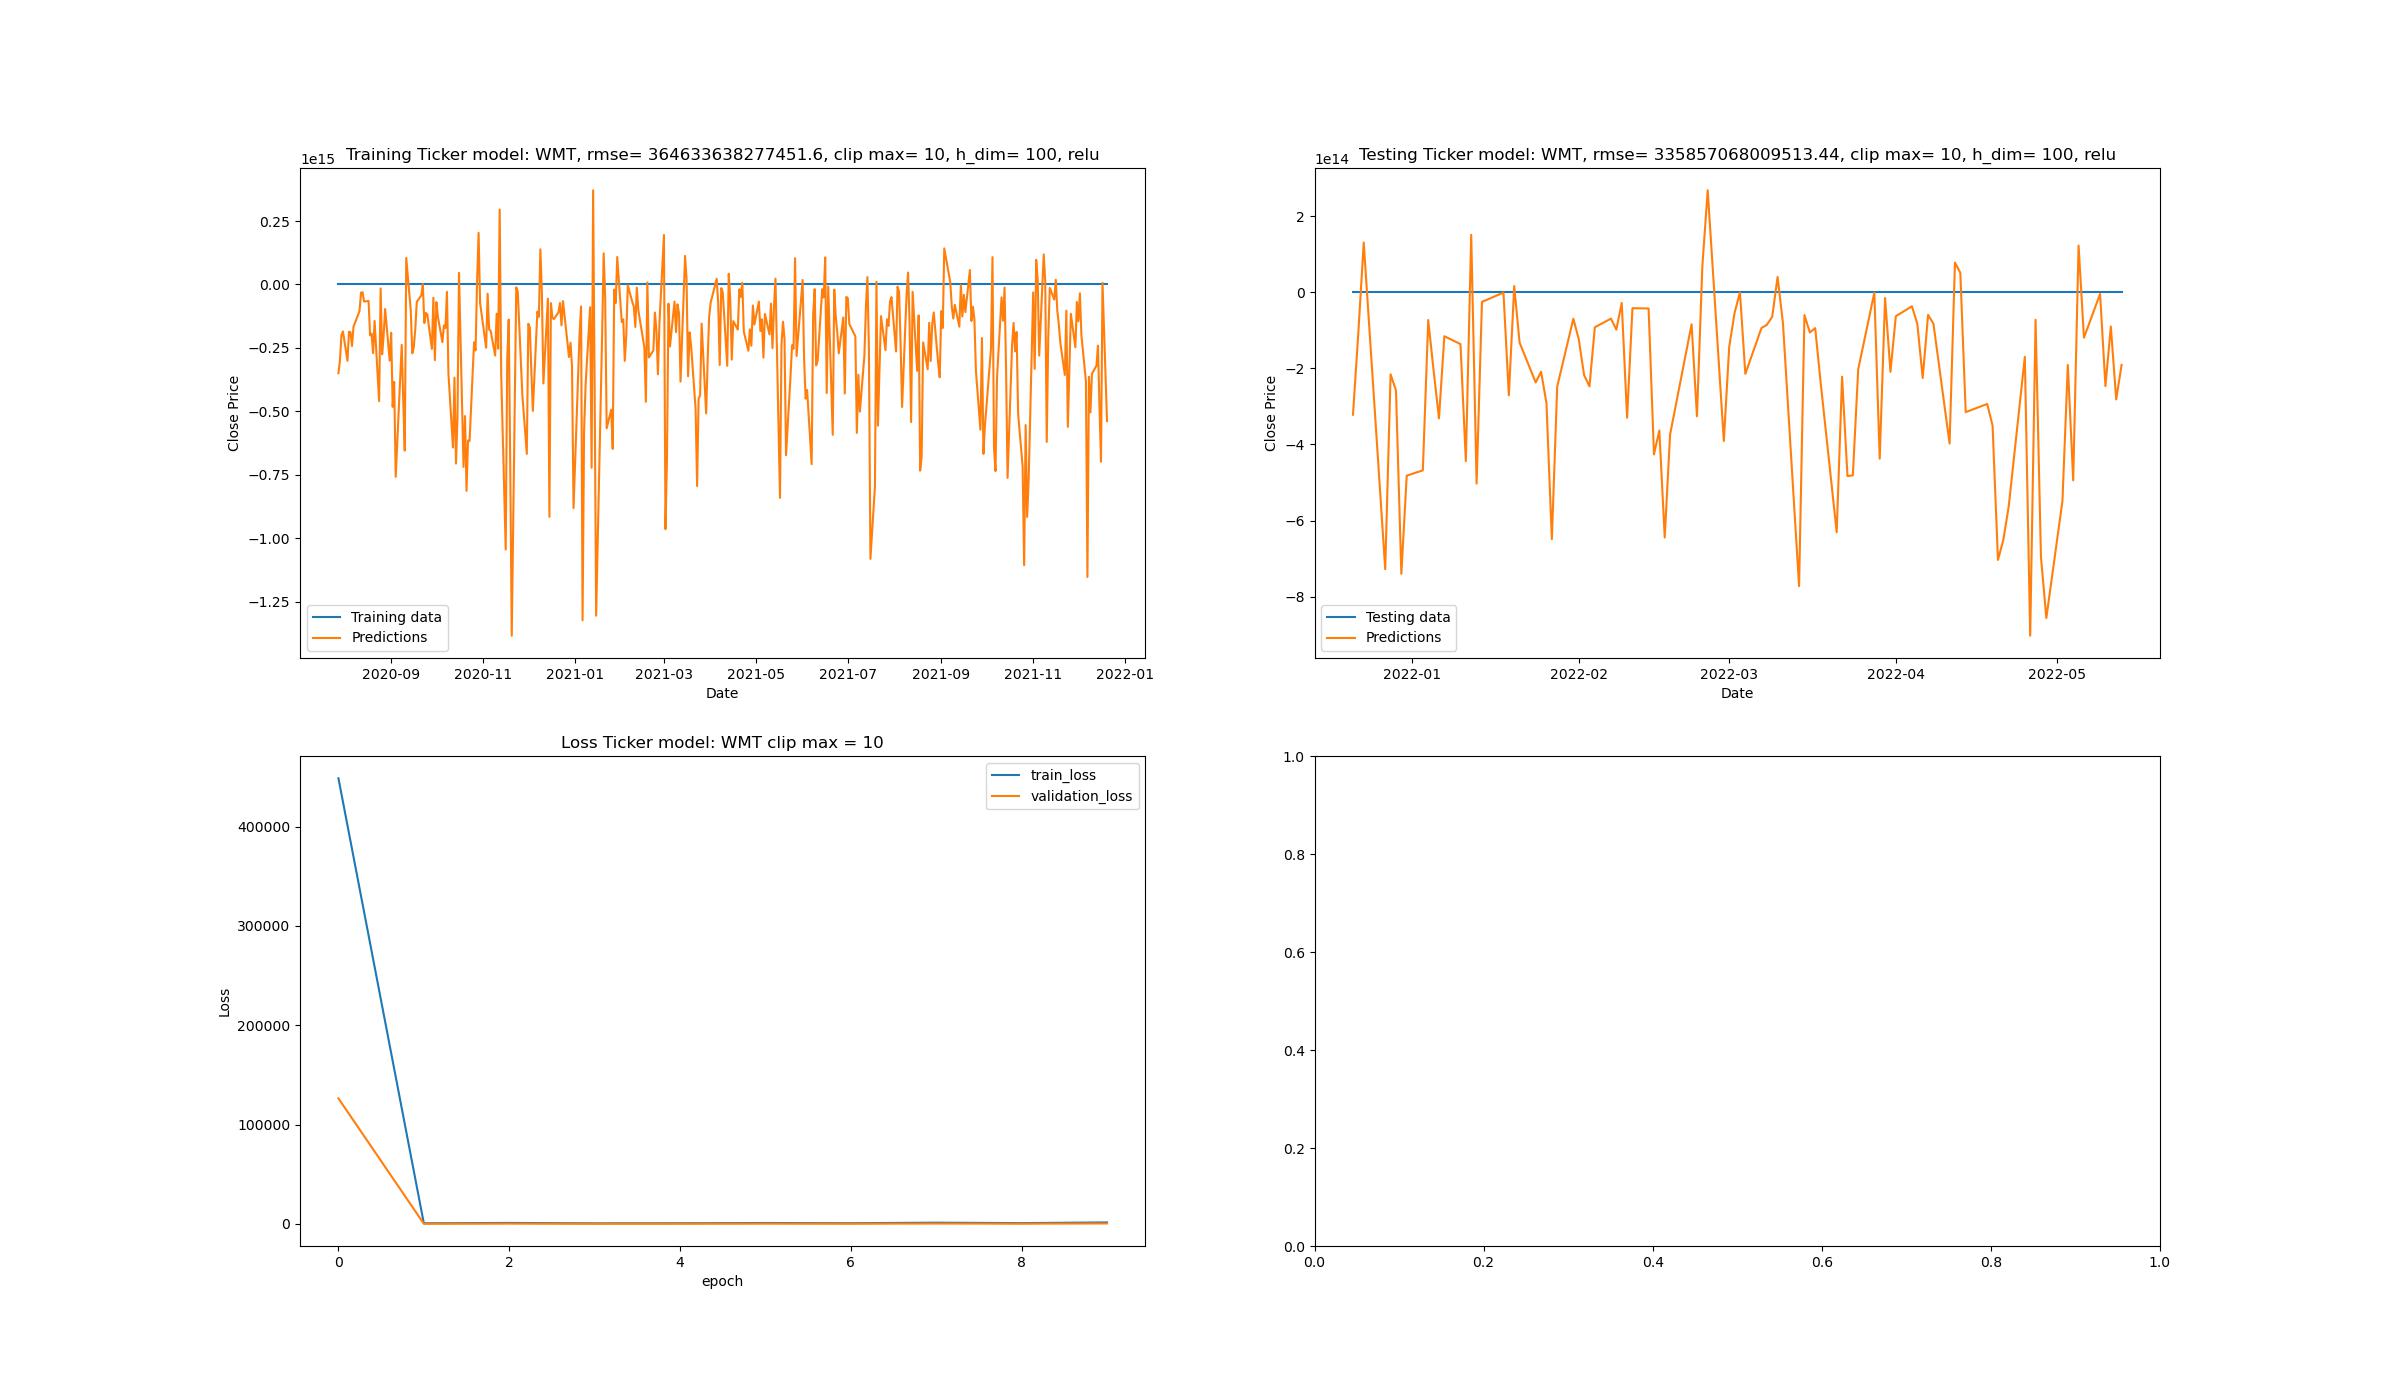 1e15
Training Ticker model: WMT, rmse= 364633638277451.6, clip max= 10, h_dim= 100, relu
0.25
0.00
−0.25
−0.50
−0.75
−1.00
−1.25
Close Price
Training data
Predictions
2020-09 2020-11 2021-01 2021-03 2021-05 2021-07 2021-09 2021-11 2022-01
Date
1e14
Testing Ticker model: WMT, rmse= 335857068009513.44, clip max= 10, h_dim= 100, relu
2
0
−2
−4
−6
−8
Close Price
Testing data
Predictions
2022-01 2022-02 2022-03 2022-04 2022-05
Date
Loss Ticker model: WMT clip max = 10
400000
300000
200000
100000
0
Loss
train_loss
validation_loss
0 2 4 6 8
epoch
1.0
0.8
0.6
0.4
0.2
0.0
0.0 0.2 0.4 0.6 0.8 1.0